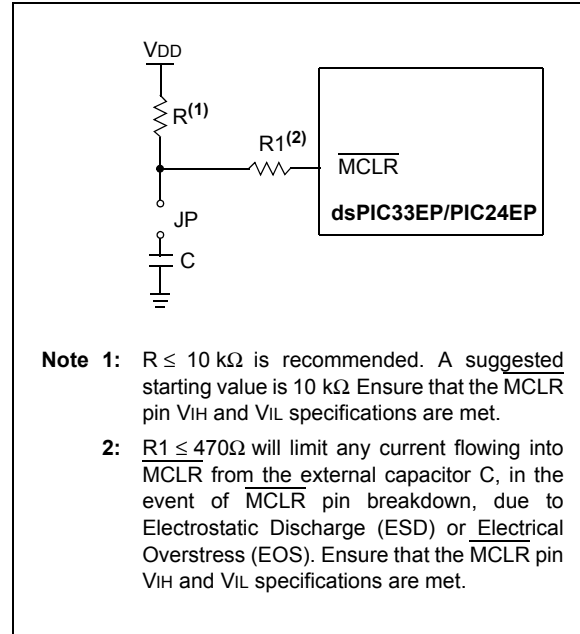 VDD
R(1)
R1(2)
MCLR
dsPIC33EP/PIC24EP
JP
C
Note 1: R ≤ 10 kΩ is recommended. A suggested
starting value is 10 kΩ Ensure that the MCLR
pin VIH and VIL specifications are met.
2: R1 ≤ 470Ω will limit any current flowing into
MCLR from the external capacitor C, in the
event of MCLR pin breakdown, due to
Electrostatic Discharge (ESD) or Electrical
Overstress (EOS). Ensure that the MCLR pin
VIH and VIL specifications are met.